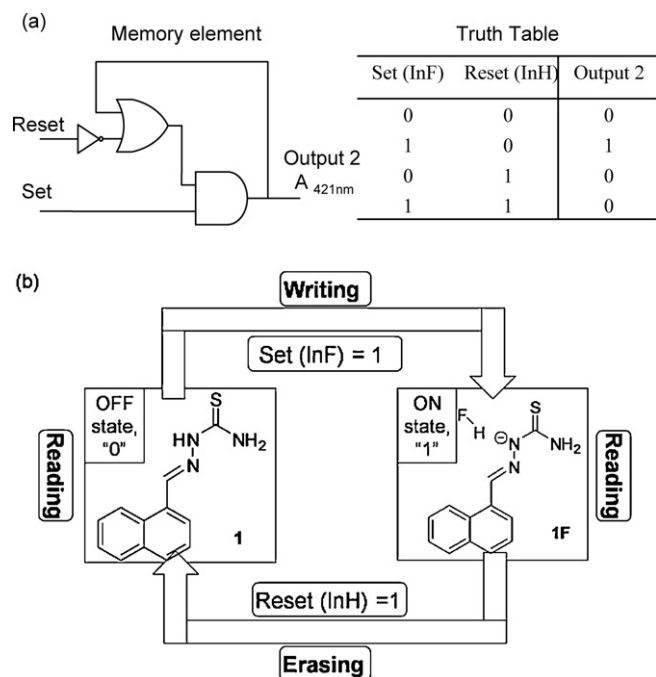 (a)
Memory element
Truth Table
Set (InF) Reset (InH) Output 2
0 0 0
1 0 1
0 1 0
1 1 0
Reset
Set
Output 2
A 421nm
(b)
Writing
Set (InF) = 1
Reading
OFF
state,
"0"
S
HN
NH2
N
1
ON
state,
"1"
F
H
S
⊖
N
NH2
N
1F
Reading
Reset (InH) =1
Erasing